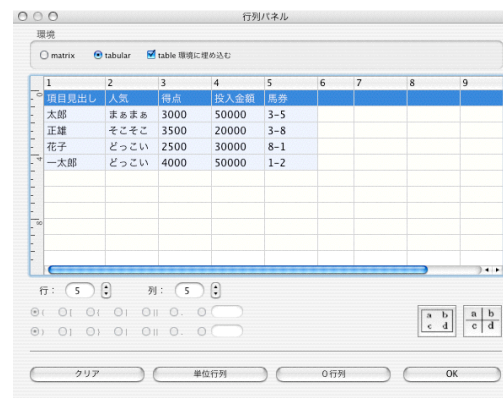 行列パネル
環境
matrix tabular table 環境に埋め込む
1 2 3 4 5 6 7 8 9
項目見出し 人気 得点 投入金額 馬券
太郎 まぁまぁ 3000 50000 3-5
正雄 そこそこ 3500 20000 3-8
花子 どっこい 2500 30000 8-1
一太郎 どっこい 4000 50000 1-2
行： 5 列： 5
( [ { | || .
) ] } | || .
a b a b
c d c d
クリア 単位行列 0行列 OK